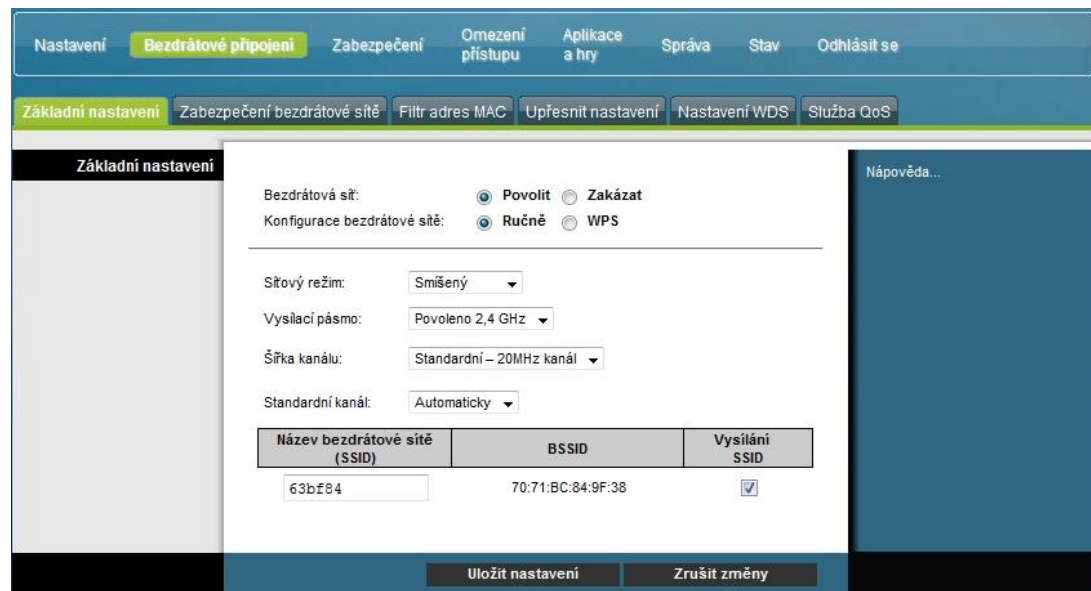 Nastavení Bezdrátové připojení Zabezpečení Omezení přístupu Aplikace a hry Správa Stav Odhlásit se
Základní nastavení Zabezpečení bezdrátové sítě Filtr adres MAC Upřesnit nastavení Nastavení WDS Služba QoS
Základní nastavení
Nápověda...
Bezdrátová síť: Povolit Zakázat
Konfigurace bezdrátové sítě: Ručně WPS
Síťový režim: Smíšený
Vysílací pásmo: Povoleno 2,4 GHz
Šířka kanálu: Standardní – 20MHz kanál
Standardní kanál: Automaticky
Název bezdrátové sítě (SSID) BSSID Vysílání SSID
63bf84 70:71:BC:84:9F:38
Uložit nastavení Zrušit změny